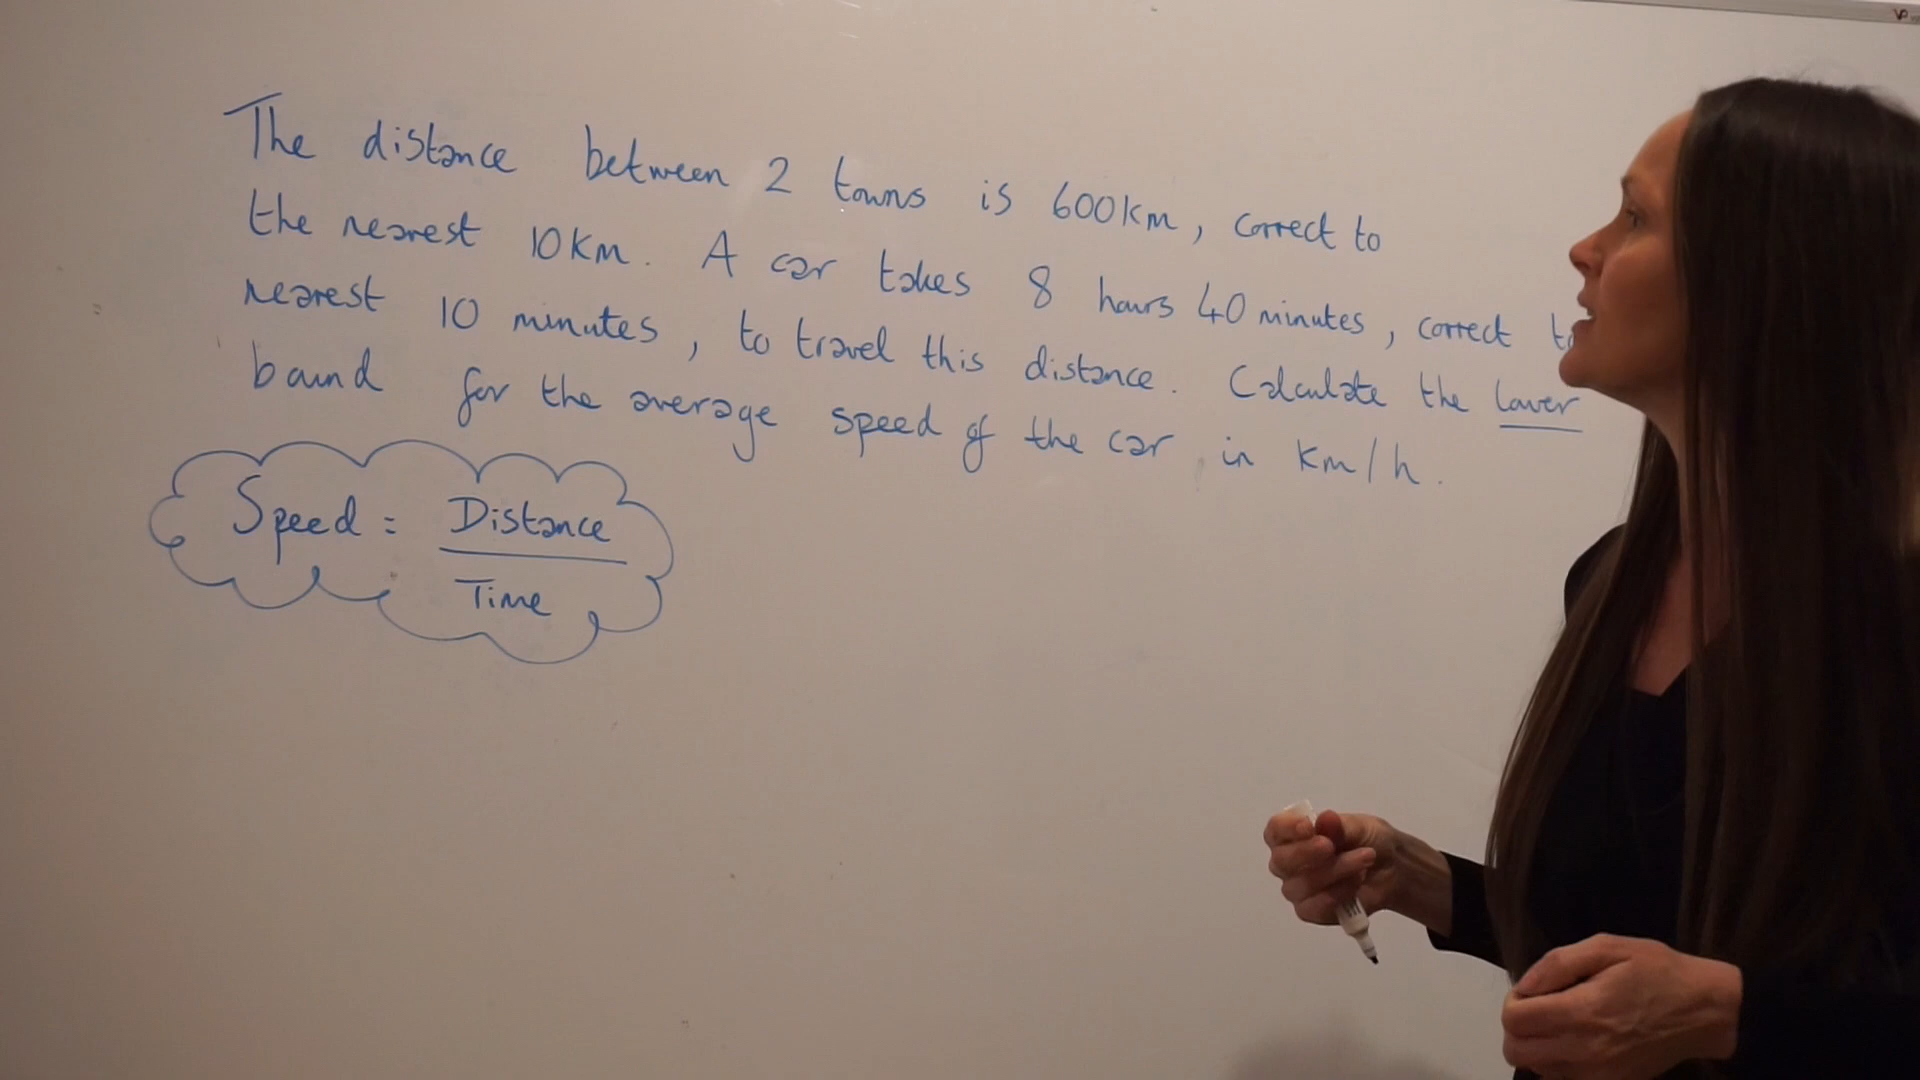 The distance between 2 towns is 600km, correct to
the nearest 10km. A car takes 8 hours 40 minutes, correct to
nearest 10 minutes, to travel this distance. Calculate the lower
bound for the average speed of the car in km/h.
Speed = Distance
Time